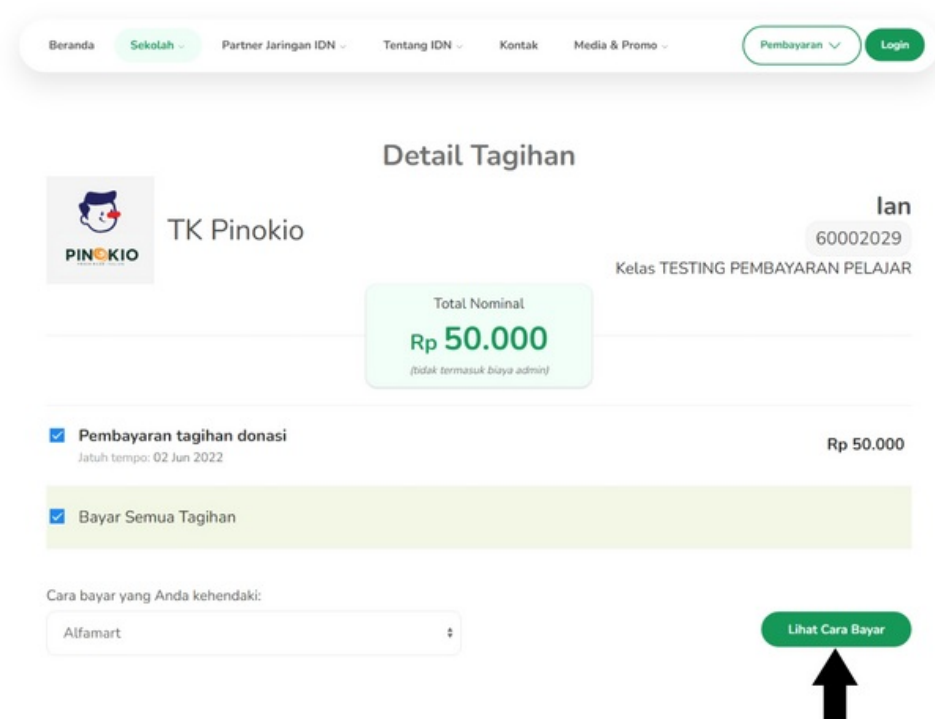 Beranda Sekolah Partner Jaringan IDN Tentang IDN Kontak Media & Promo Pembayaran Login
Detail Tagihan
PINOKIO
TK Pinokio
Ian
60002029
Kelas TESTING PEMBAYARAN PELAJAR
Total Nominal
Rp 50.000
(tidak termasuk biaya admin)
Pembayaran tagihan donasi
Jatuh tempo: 02 Jun 2022
Rp 50.000
Bayar Semua Tagihan
Cara bayar yang Anda kehendaki:
Alfamart
Lihat Cara Bayar